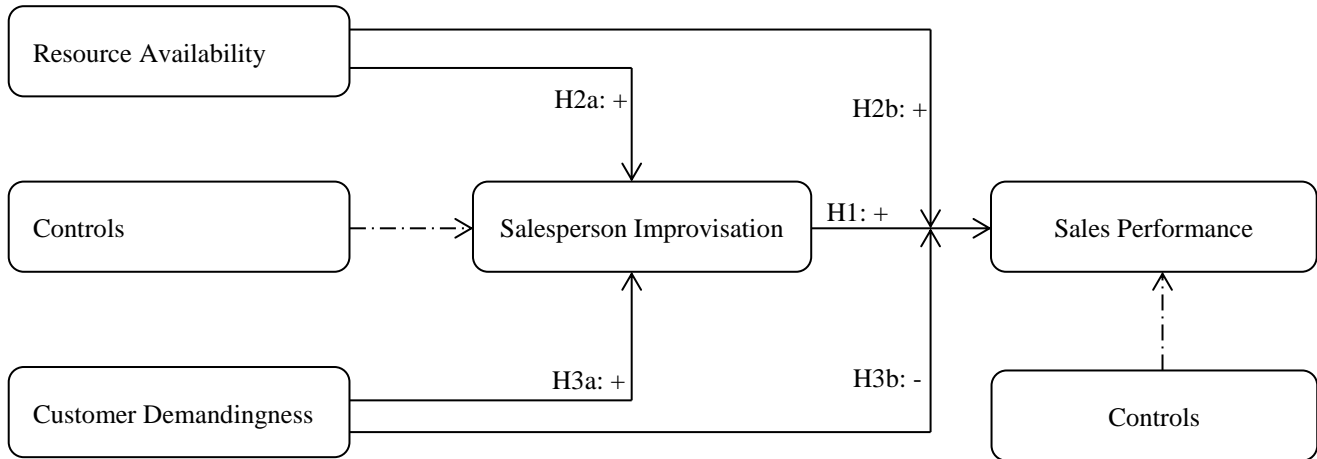 Resource Availability
H2a: +
H2b: +
Controls
Salesperson Improvisation
H1: +
Sales Performance
H3a: +
H3b: -
Customer Demandingness
Controls